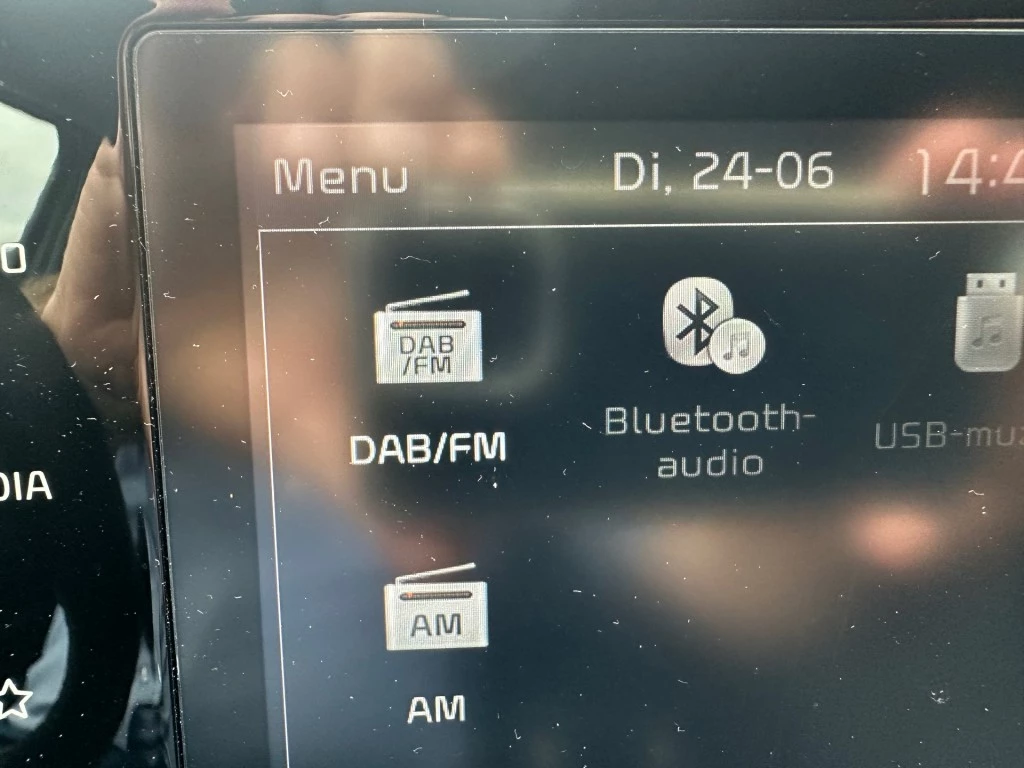 Menu Di, 24-06
DAB
/FM
DAB/FM
Bluetooth-
audio
AM
AM